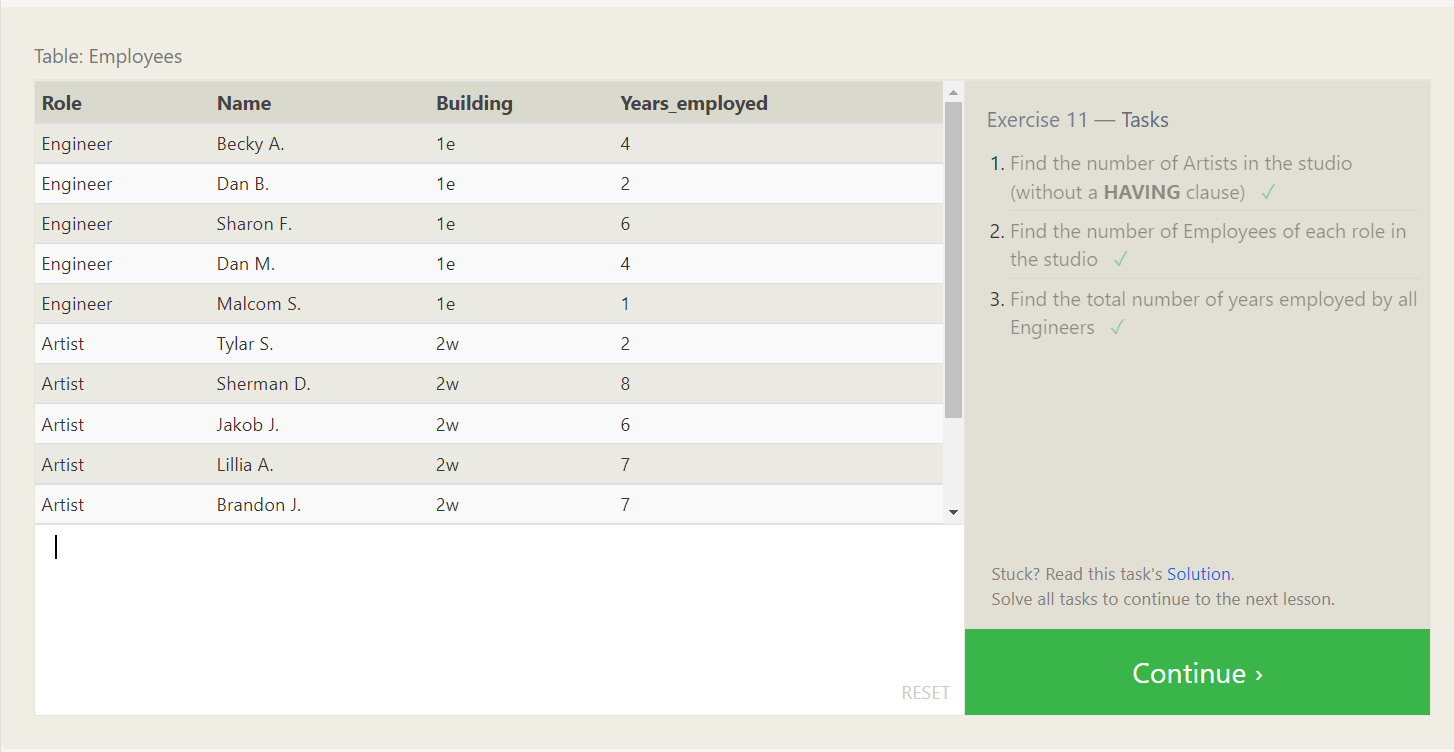 Table: Employees
Role Name Building Years_employed
Engineer Becky A. 1e 4
Engineer Dan B. 1e 2
Engineer Sharon F. 1e 6
Engineer Dan M. 1e 4
Engineer Malcom S. 1e 1
Artist Tylar S. 2w 2
Artist Sherman D. 2w 8
Artist Jakob J. 2w 6
Artist Lillia A. 2w 7
Artist Brandon J. 2w 7
RESET
Exercise 11 — Tasks
1. Find the number of Artists in the studio
(without a HAVING clause) ✓
2. Find the number of Employees of each role in
the studio ✓
3. Find the total number of years employed by all
Engineers ✓
Stuck? Read this task's Solution.
Solve all tasks to continue to the next lesson.
Continue ›